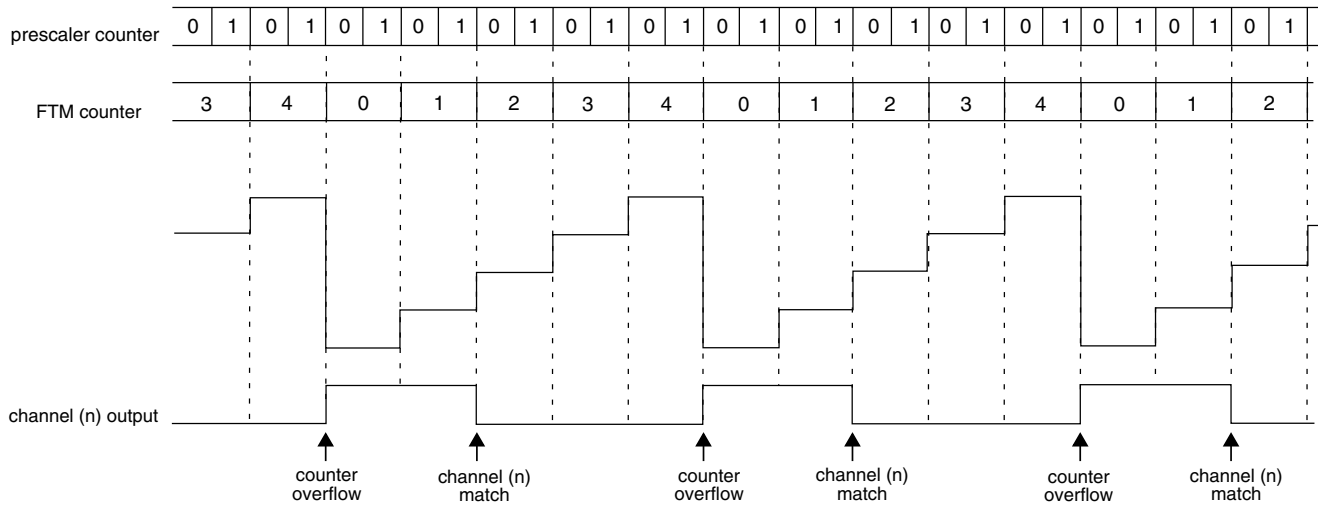 prescaler counter 0 1 0 1 0 1 0 1 0 1 0 1 0 1 0 1 0 1 0 1 0 1 0 1 0 1 0 1 0 1
FTM counter 3 4 0 1 2 3 4 0 1 2 3 4 0 1 2
channel (n) output
counter overflow
channel (n) match
counter overflow
channel (n) match
counter overflow
channel (n) match